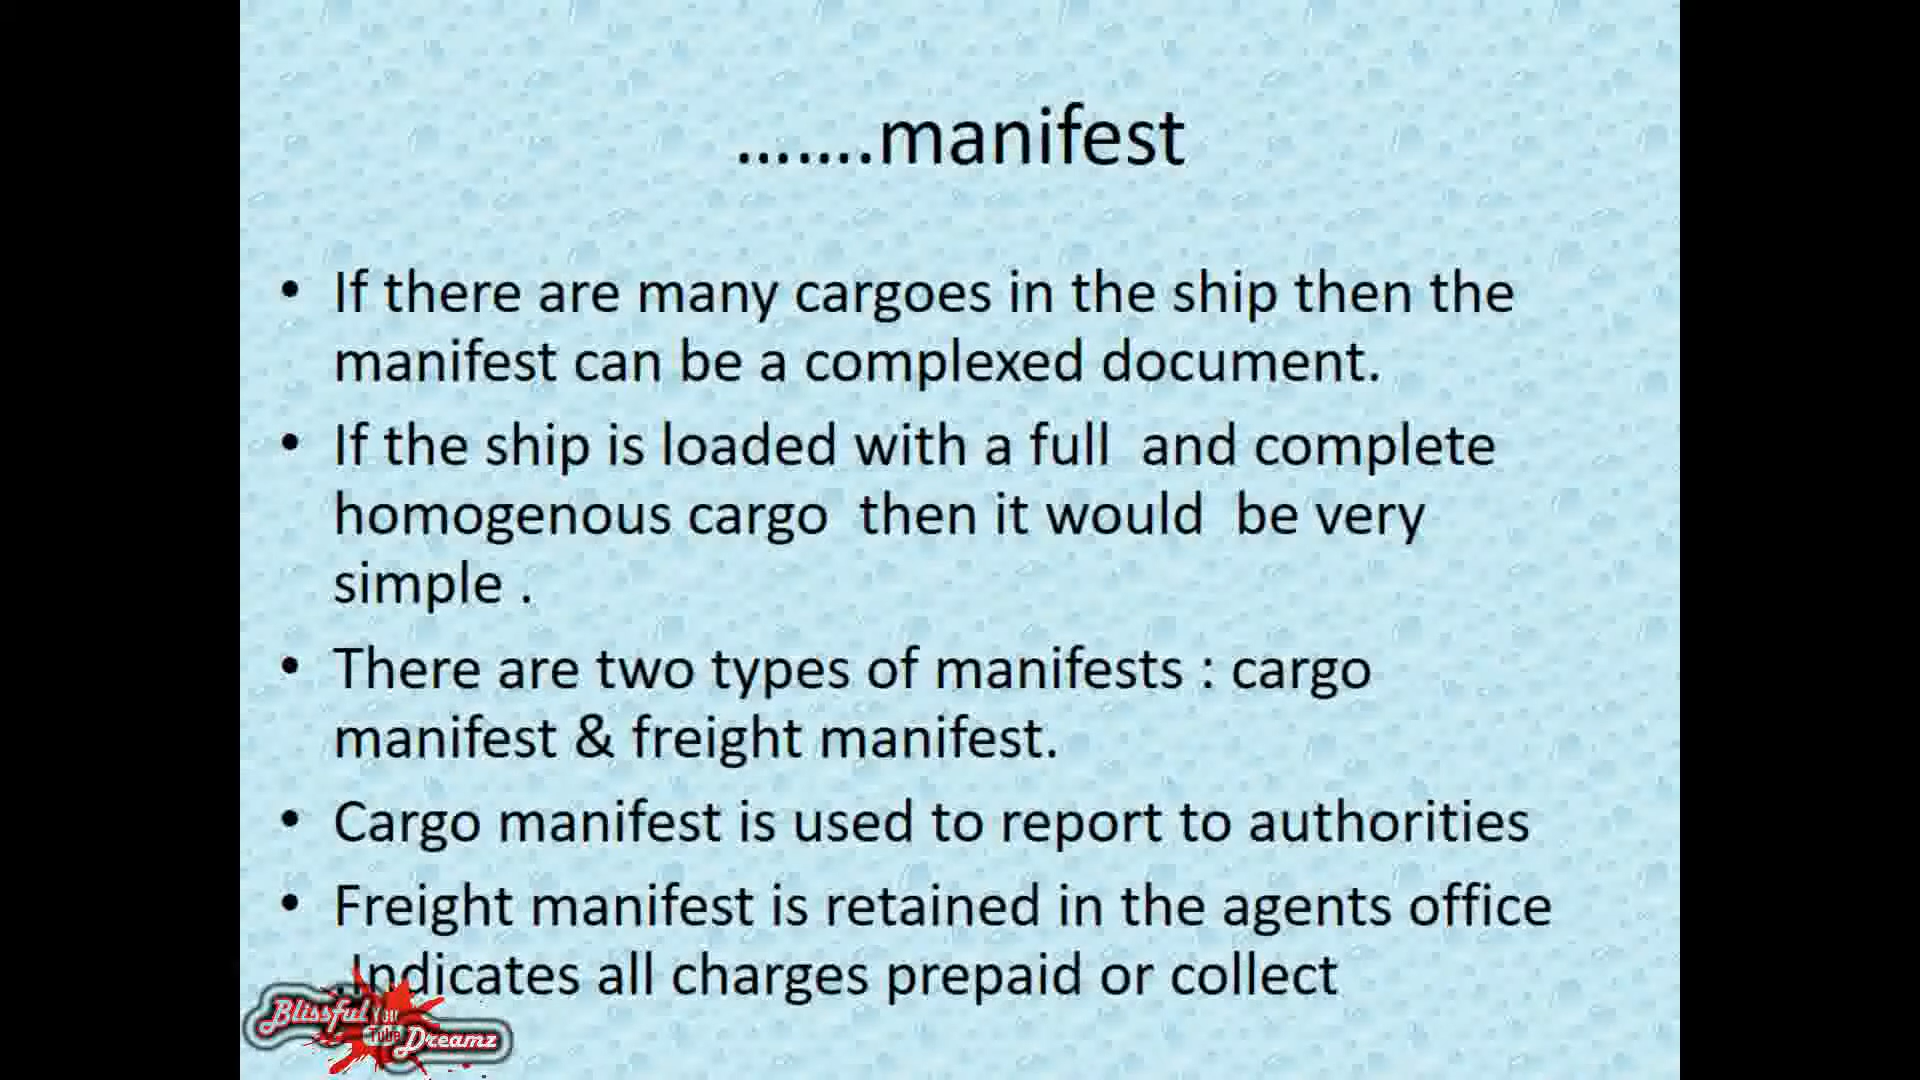 .......manifest
• If there are many cargoes in the ship then the
manifest can be a complexed document.
• If the ship is loaded with a full and complete
homogenous cargo then it would be very
simple .
• There are two types of manifests : cargo
manifest & freight manifest.
• Cargo manifest is used to report to authorities
• Freight manifest is retained in the agents office
.Indicates all charges prepaid or collect
Blissful You
Tube Dreamz